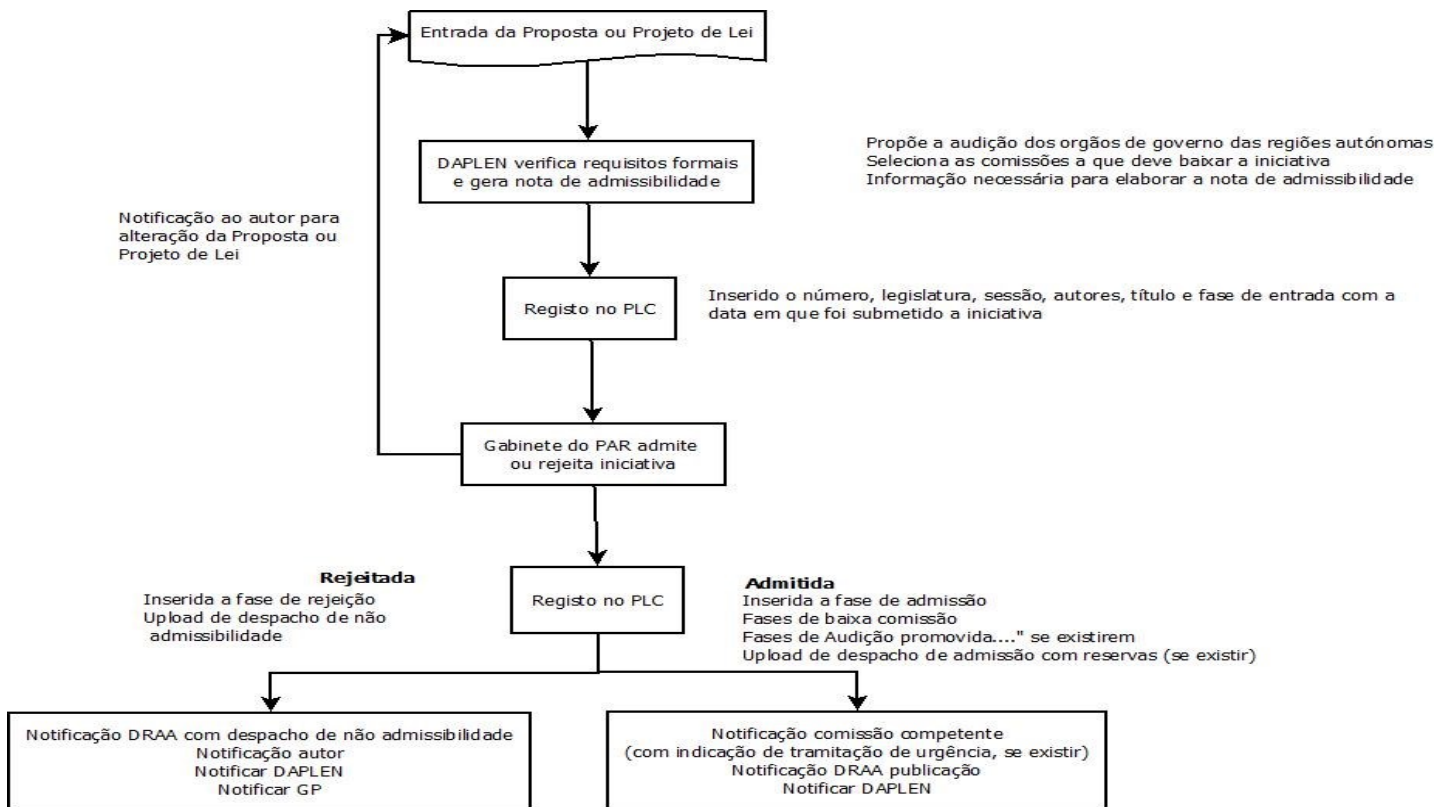 Entrada da Proposta ou Projeto de Lei
DAPLEN verifica requisitos formais
e gera nota de admissibilidade
Propõe a audição dos orgãos de governo das regiões autónomas
Seleciona as comissões a que deve baixar a iniciativa
Informação necessária para elaborar a nota de admissibilidade
Notificação ao autor para
alteração da Proposta ou
Projeto de Lei
Registo no PLC
Inserido o número, legislatura, sessão, autores, título e fase de entrada com a
data em que foi submetido a iniciativa
Gabinete do PAR admite
ou rejeita iniciativa
Rejeitada
Inserida a fase de rejeição
Upload de despacho de não
admissibilidade
Registo no PLC
Admitida
Inserida a fase de admissão
Fases de baixa comissão
Fases de Audição promovida...." se existirem
Upload de despacho de admissão com reservas (se existir)
Notificação DRAA com despacho de não admissibilidade
Notificação autor
Notificar DAPLEN
Notificar GP
Notificação comissão competente
(com indicação de tramitação de urgência, se existir)
Notificação DRAA publicação
Notificar DAPLEN